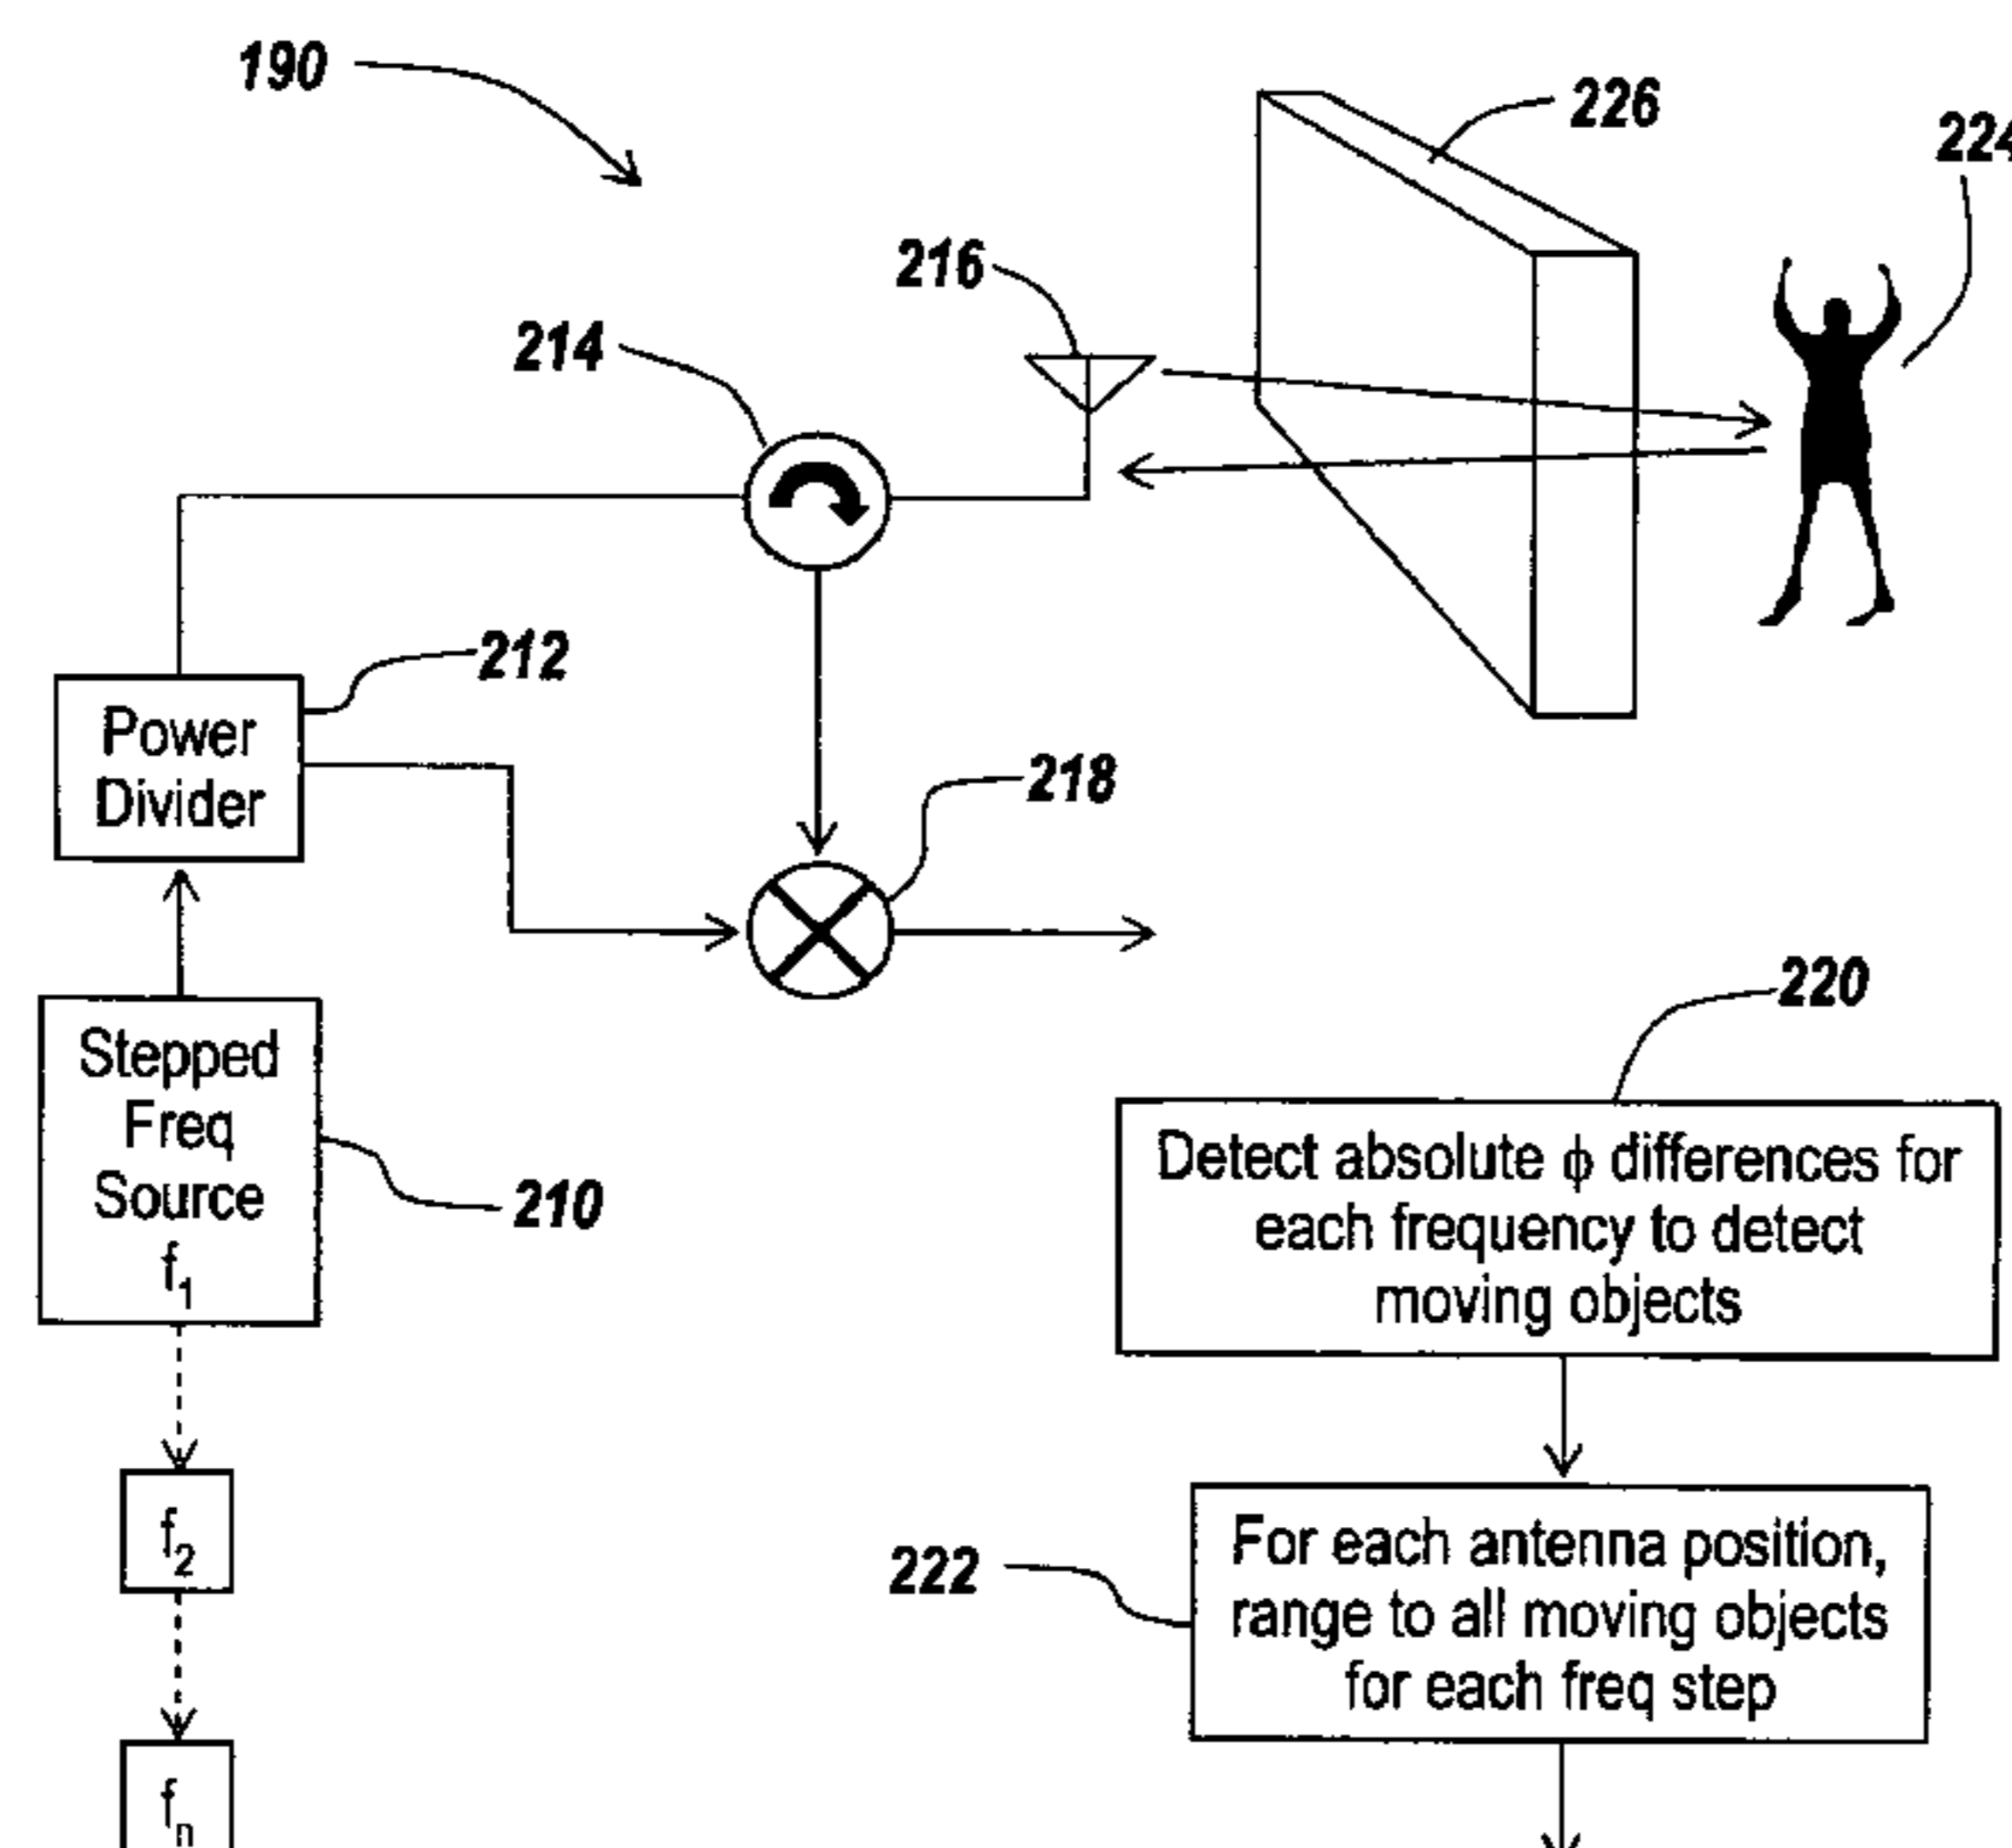 190
226
224
216
214
212
Power
Divider
218
Stepped
Freq
Source
f1
210
220
Detect absolute ϕ differences for
each frequency to detect
moving objects
f2
222
For each antenna position,
range to all moving objects
for each freq step
fn